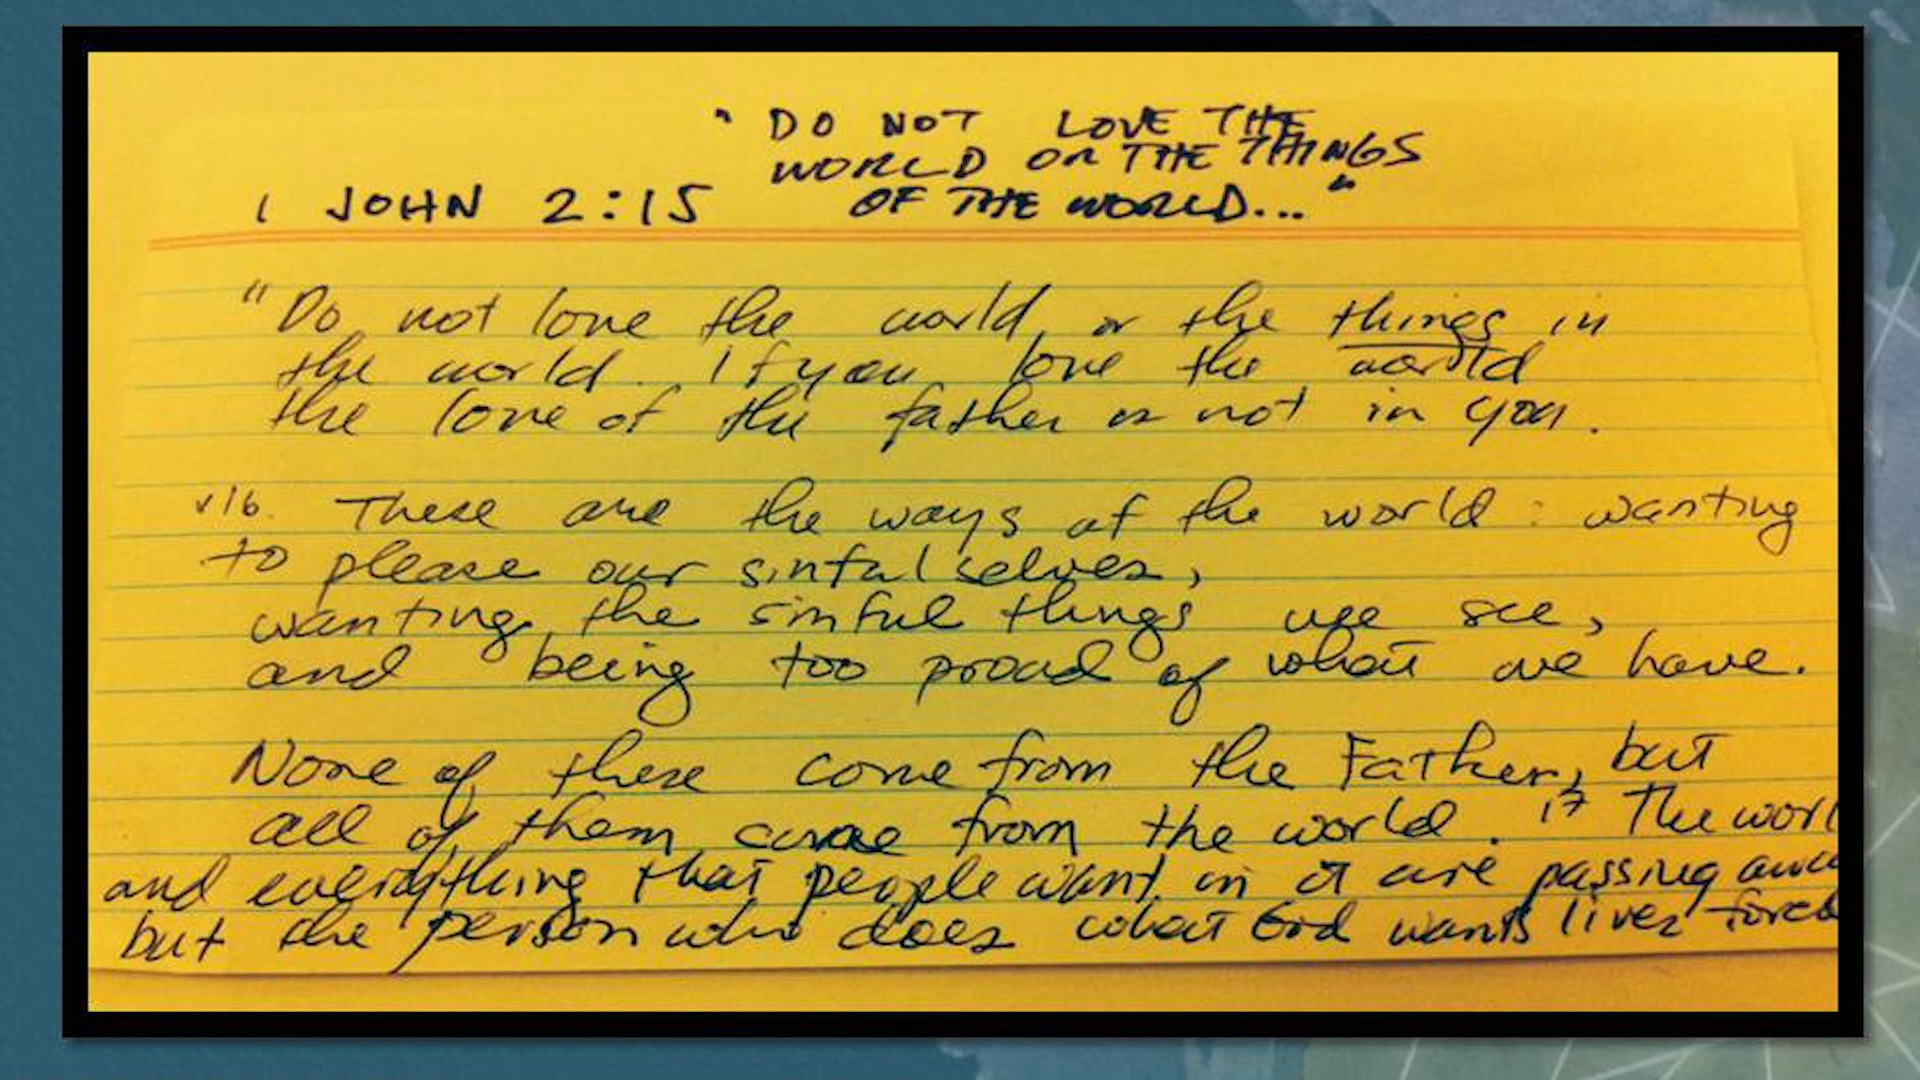 " DO NOT LOVE THE
WORLD OR THE THINGS
1 JOHN 2:15 OF THE WORLD... "
"Do not love the world, or the things in
the world. If you love the world
the love of the father is not in you.
v16. These are the ways of the world: wanting
to please our sinful selves,
wanting the sinful things we see,
and being too proud of what we have.
None of these come from the Father, but
all of them come from the world. 17 The worl
and everything that people want in it are passing awa
but the person who does what God wants lives forev